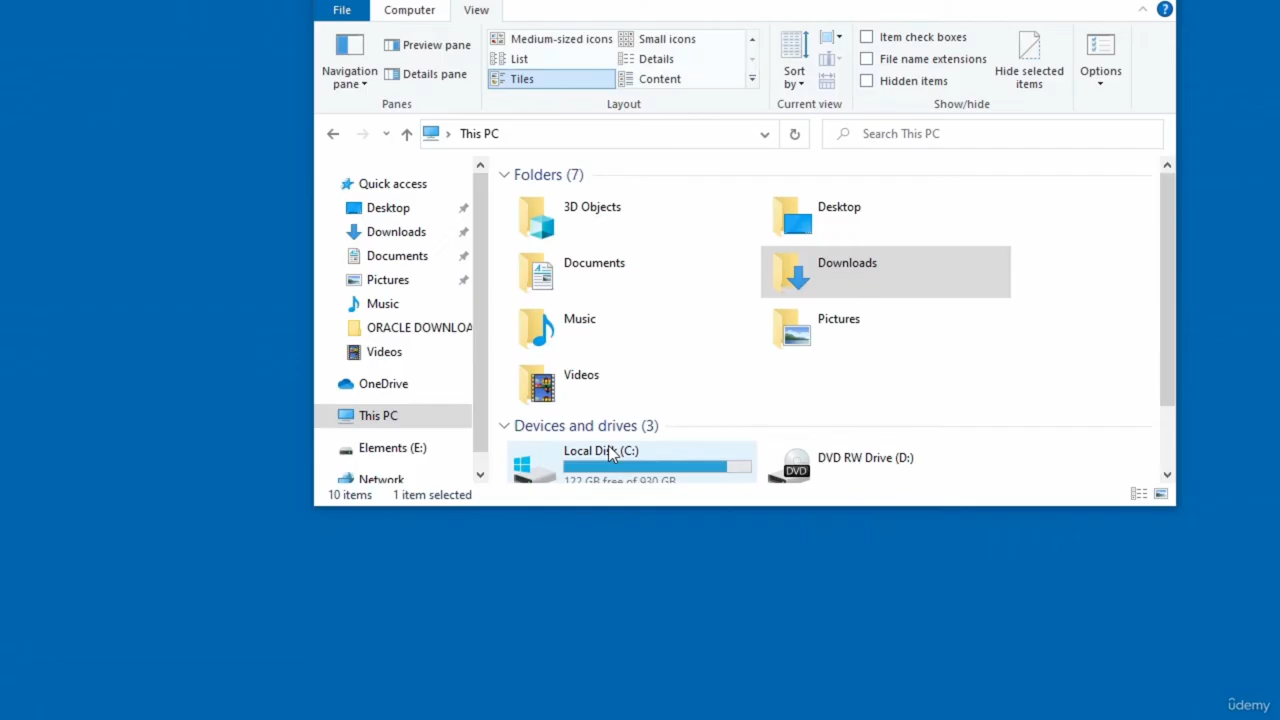 File Computer View
Navigation pane
Preview pane
Details pane
Panes
Medium-sized icons Small icons
List Details
Tiles Content
Layout
Sort by
Current view
Item check boxes
File name extensions
Hidden items
Hide selected items
Show/hide
Options
This PC
Search This PC
Quick access
Desktop
Downloads
Documents
Pictures
Music
ORACLE DOWNLOA
Videos
OneDrive
This PC
Elements (E:)
Network
Folders (7)
3D Objects Desktop
Documents Downloads
Music Pictures
Videos
Devices and drives (3)
Local Disk (C:) DVD RW Drive (D:)
DVD
122 GB free of 930 GB
10 items 1 item selected
udemy